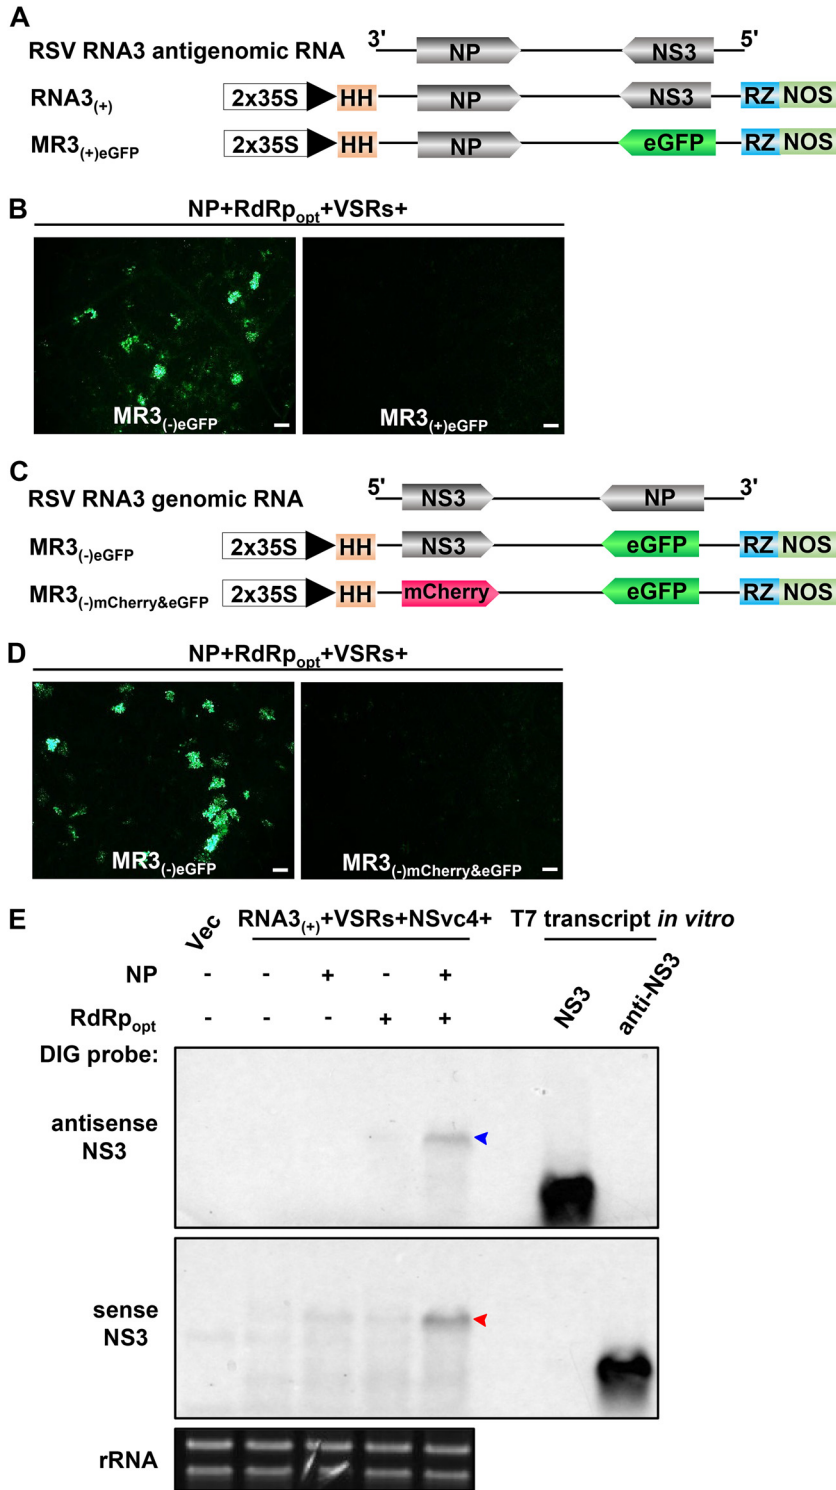 A
RSV RNA3 antigenomic RNA 3' NP NS3 5'
RNA3(+) 2x35S HH NP NS3 RZ NOS
MR3(+)eGFP 2x35S HH NP eGFP RZ NOS
B
NP+RdRpopt+VSRs+
MR3(-)eGFP MR3(+)eGFP
C
RSV RNA3 genomic RNA 5' NS3 NP 3'
MR3(-)eGFP 2x35S HH NS3 eGFP RZ NOS
MR3(-)mCherry&eGFP 2x35S HH mCherry eGFP RZ NOS
D
NP+RdRpopt+VSRs+
MR3(-)eGFP MR3(-)mCherry&eGFP
E
Vec RNA3(+)+VSRs+NSvc4+ T7 transcript in vitro
NP - - + - + NS3 anti-NS3
RdRpopt - - - + +
DIG probe:
antisense
NS3
sense
NS3
rRNA